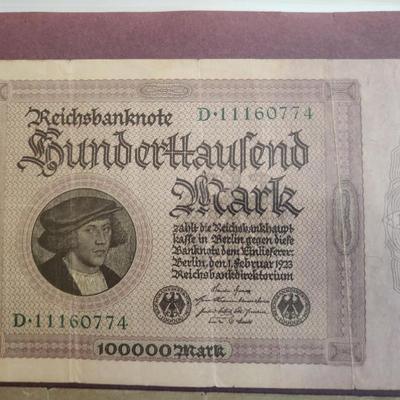 Reichsbanknote D·11160774
Hunderttausend
Mark
zahlt die Reichsbankhaupt-
kasse in Berlin gegen diese
Banknote dem Einlieferer.
Berlin, den 1. Februar 1923
Reichsbankdirektorium
D·11160774
100000 Mark